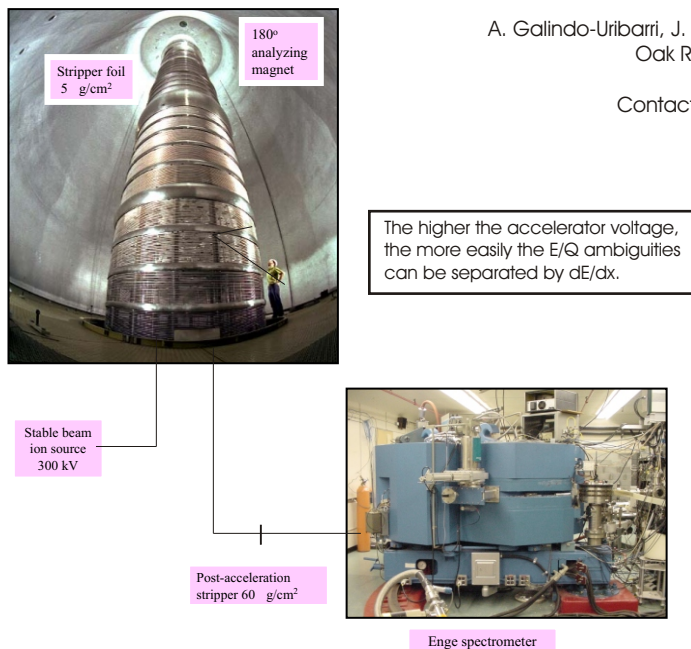 A. Galindo-Uribarri, J.
Oak R
Contact
180º
analyzing
magnet
Stripper foil
5 g/cm²
The higher the accelerator voltage,
the more easily the E/Q ambiguities
can be separated by dE/dx.
Stable beam
ion source
300 kV
Post-acceleration
stripper 60 g/cm²
Enge spectrometer